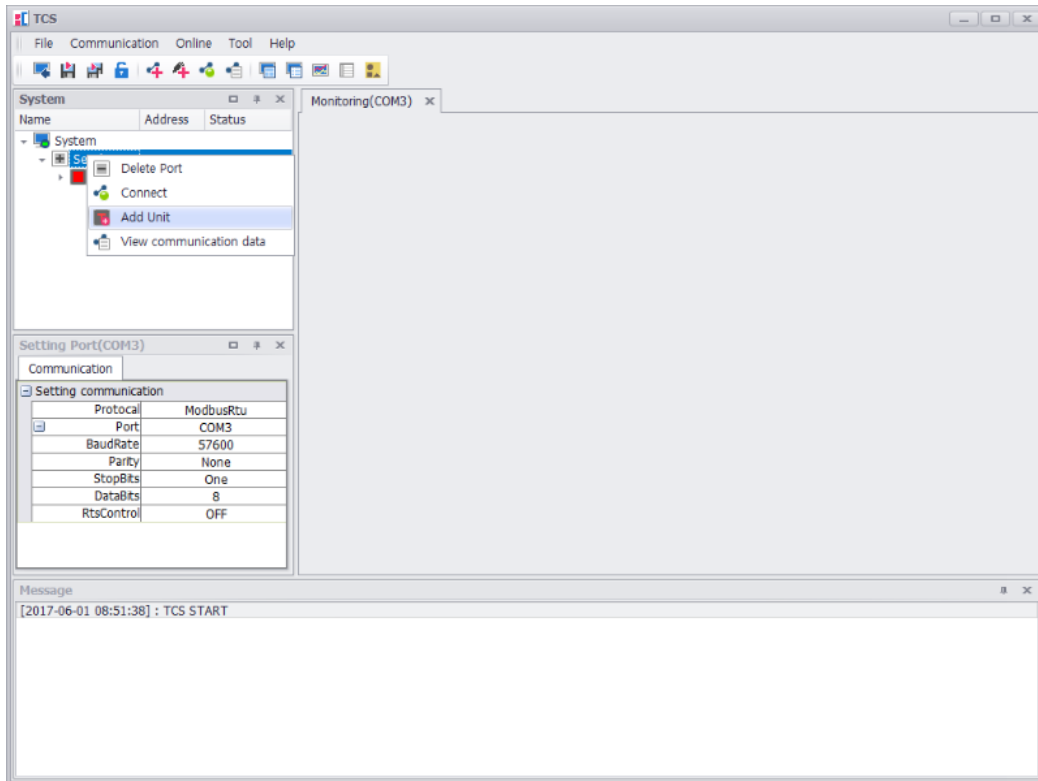 TCS
File Communication Online Tool Help
System
Name Address Status
System
Delete Port
Connect
Add Unit
View communication data
Monitoring(COM3)
Setting Port(COM3)
Communication
Setting communication
Protocal ModbusRtu
Port COM3
BaudRate 57600
Parity None
StopBits One
DataBits 8
RtsControl OFF
Message
[2017-06-01 08:51:38] : TCS START